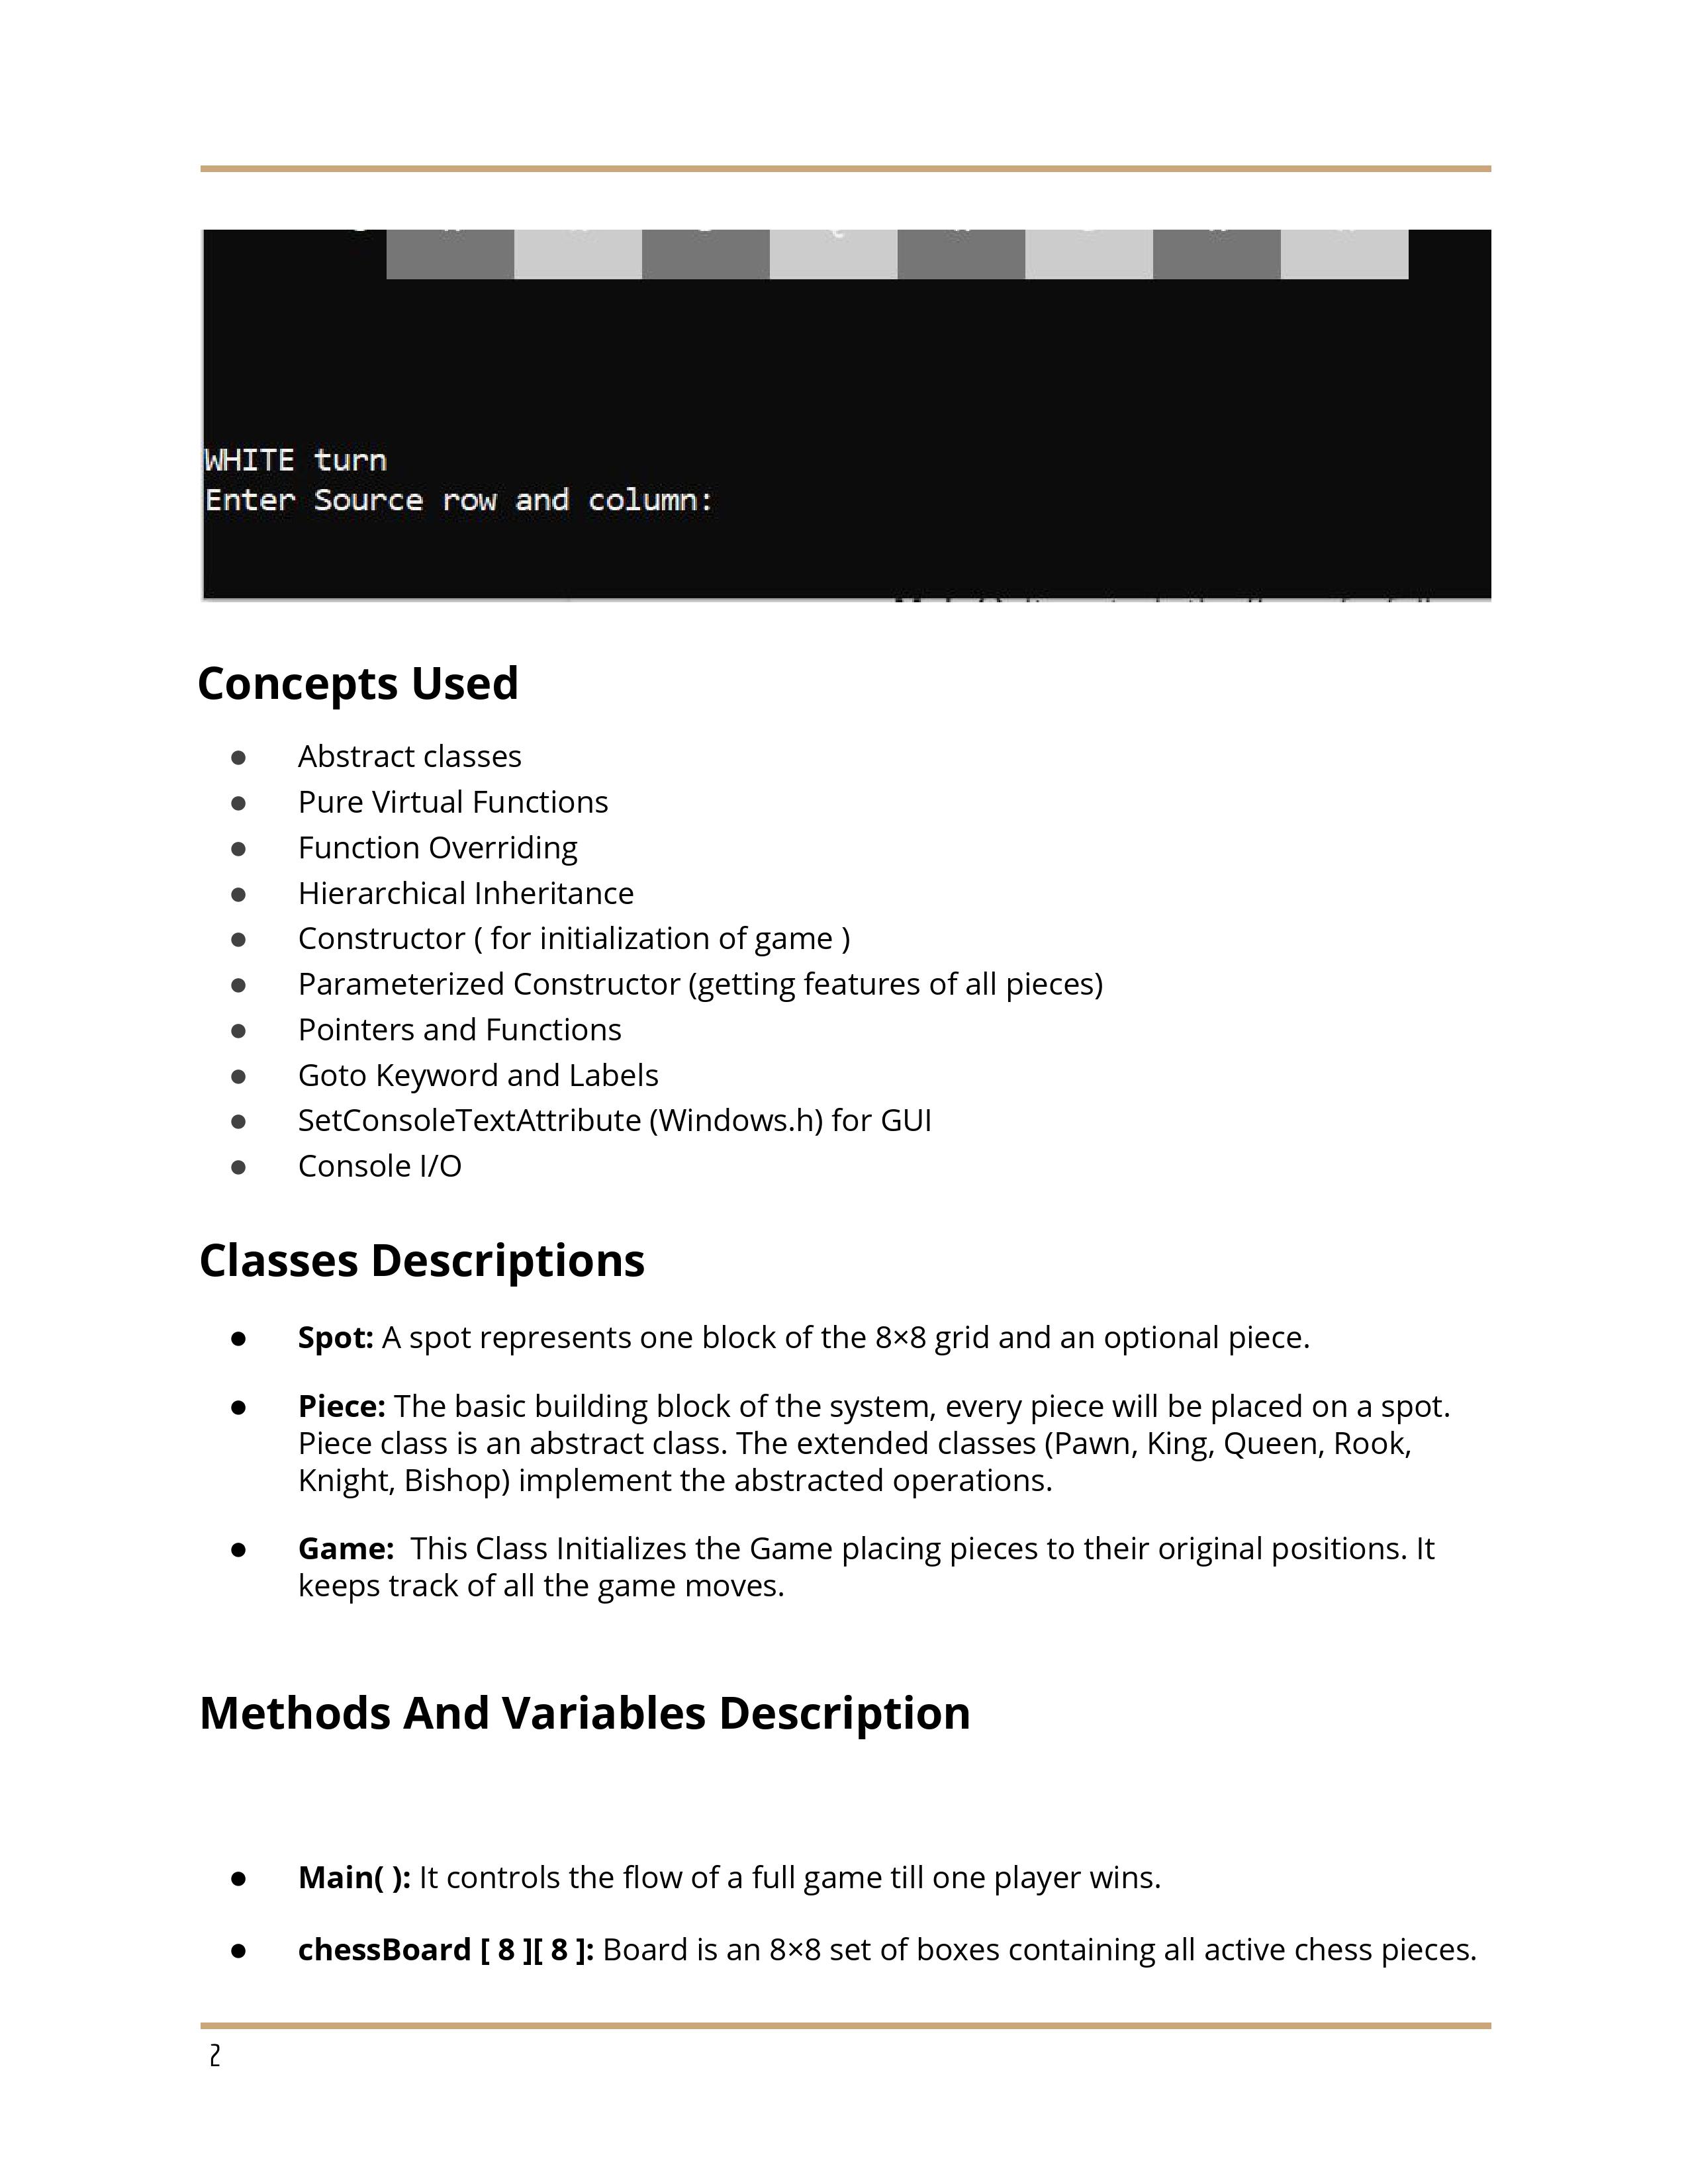 WHITE turn
Enter Source row and column:
Concepts Used
● Abstract classes
● Pure Virtual Functions
● Function Overriding
● Hierarchical Inheritance
● Constructor ( for initialization of game )
● Parameterized Constructor (getting features of all pieces)
● Pointers and Functions
● Goto Keyword and Labels
● SetConsoleTextAttribute (Windows.h) for GUI
● Console I/O
Classes Descriptions
● Spot: A spot represents one block of the 8×8 grid and an optional piece.
● Piece: The basic building block of the system, every piece will be placed on a spot.
Piece class is an abstract class. The extended classes (Pawn, King, Queen, Rook,
Knight, Bishop) implement the abstracted operations.
● Game:  This Class Initializes the Game placing pieces to their original positions. It
keeps track of all the game moves.
Methods And Variables Description
● Main( ): It controls the flow of a full game till one player wins.
● chessBoard [ 8 ][ 8 ]: Board is an 8×8 set of boxes containing all active chess pieces.
2